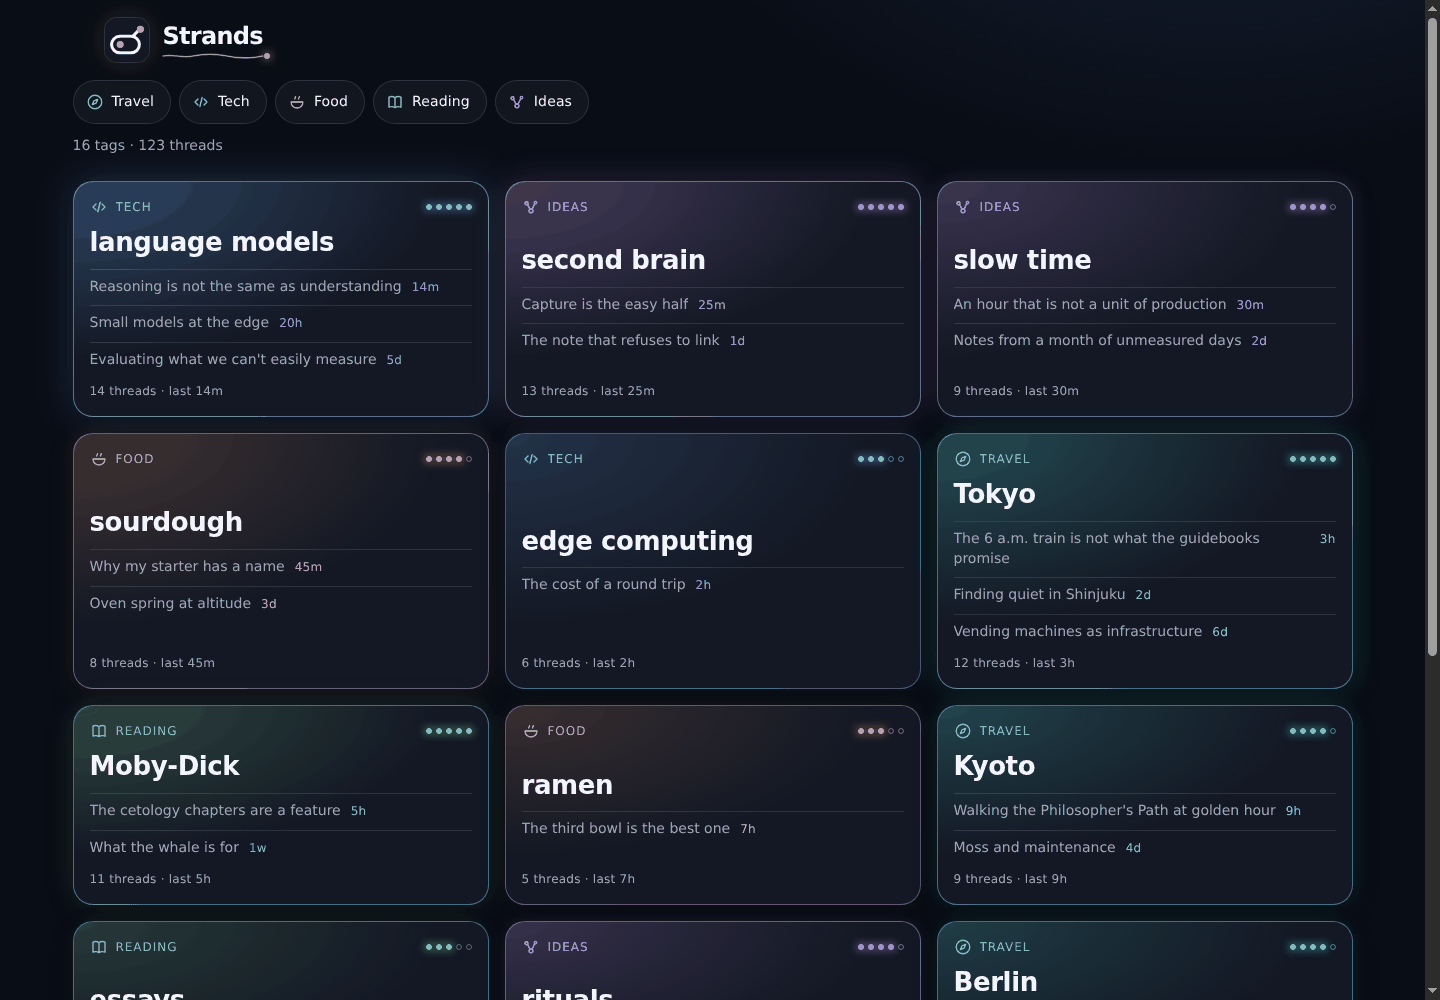 Strands
Travel
Tech
Food
Reading
Ideas
16 tags · 123 threads
TECH
language models
Reasoning is not the same as understanding 14m
Small models at the edge 20h
Evaluating what we can't easily measure 5d
14 threads · last 14m
IDEAS
second brain
Capture is the easy half 25m
The note that refuses to link 1d
13 threads · last 25m
IDEAS
slow time
An hour that is not a unit of production 30m
Notes from a month of unmeasured days 2d
9 threads · last 30m
FOOD
sourdough
Why my starter has a name 45m
Oven spring at altitude 3d
8 threads · last 45m
TECH
edge computing
The cost of a round trip 2h
6 threads · last 2h
TRAVEL
Tokyo
The 6 a.m. train is not what the guidebooks 3h
promise
Finding quiet in Shinjuku 2d
Vending machines as infrastructure 6d
12 threads · last 3h
READING
Moby-Dick
The cetology chapters are a feature 5h
What the whale is for 1w
11 threads · last 5h
FOOD
ramen
The third bowl is the best one 7h
5 threads · last 7h
TRAVEL
Kyoto
Walking the Philosopher's Path at golden hour 9h
Moss and maintenance 4d
9 threads · last 9h
READING
essays
IDEAS
rituals
TRAVEL
Berlin